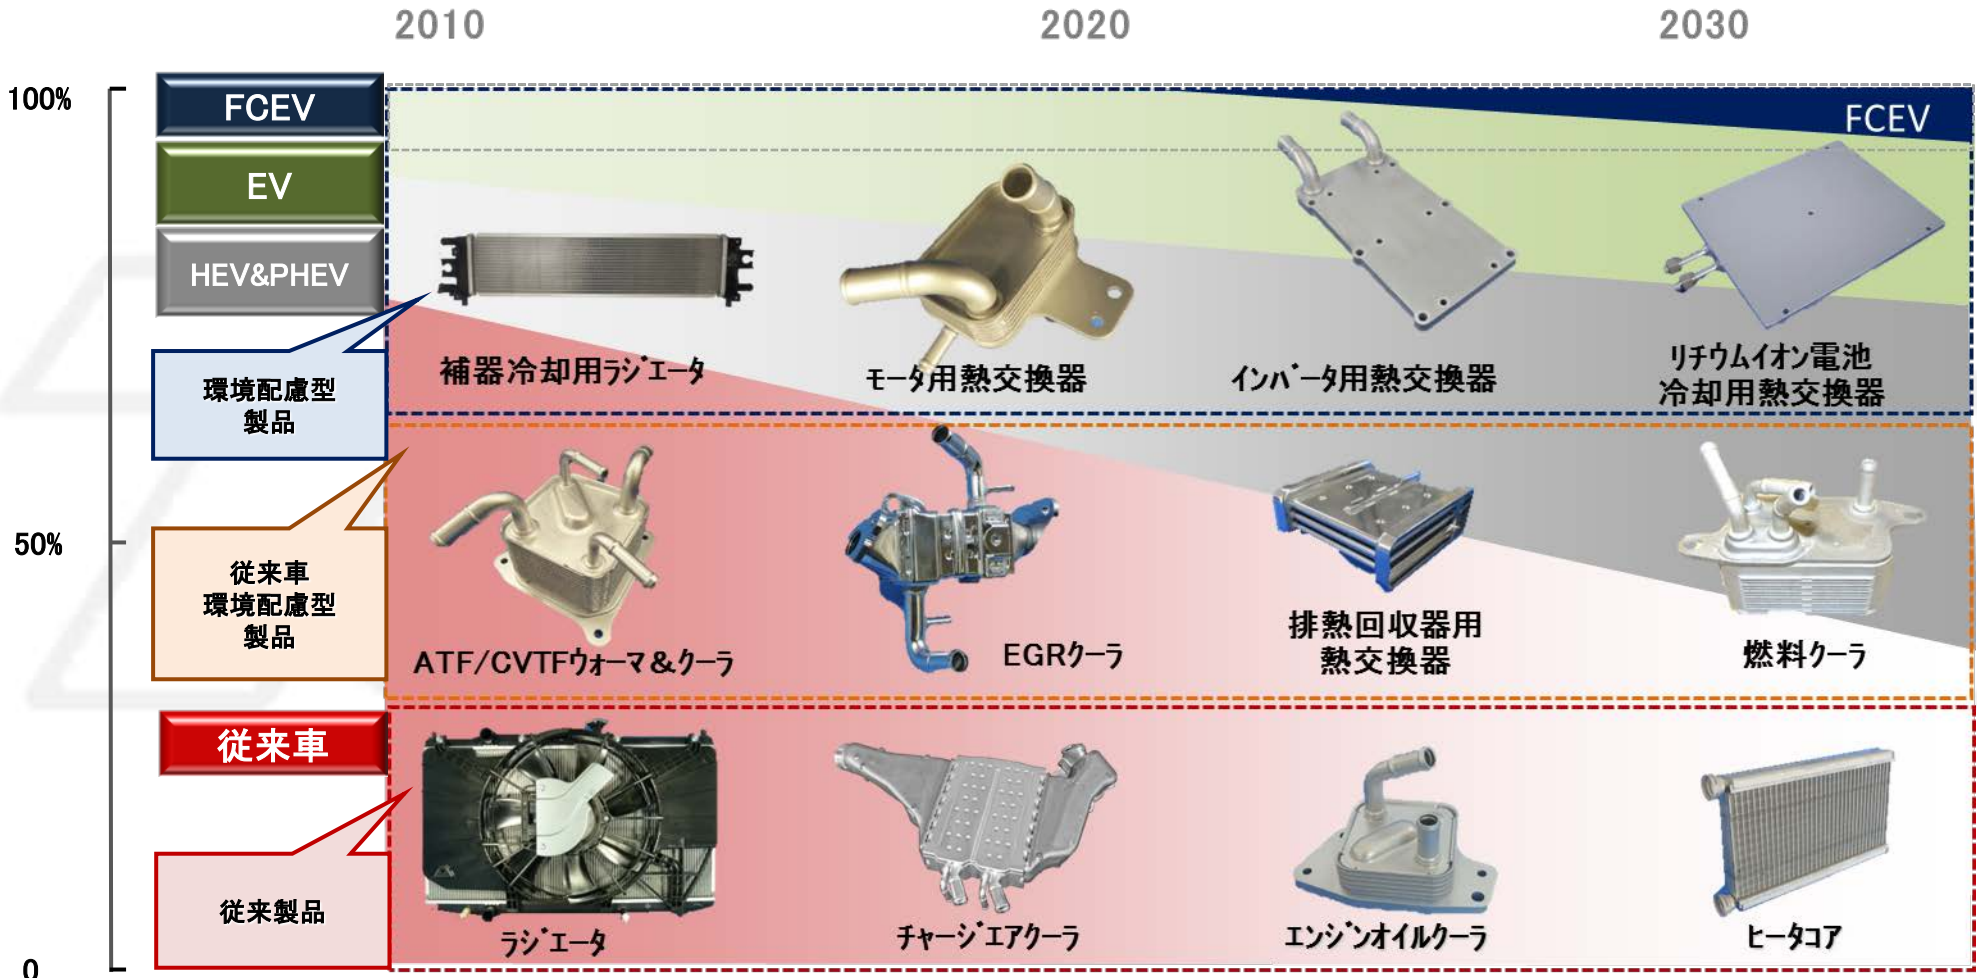 2010
2020
2030
100%
FCEV
FCEV
EV
HEV&PHEV
補器冷却用ラジエータ
モータ用熱交換器
インバータ用熱交換器
リチウムイオン電池
冷却用熱交換器
環境配慮型
製品
50%
従来車
環境配慮型
製品
ATF/CVTFウォーマ&クーラ
EGRクーラ
排熱回収器用
熱交換器
燃料クーラ
従来車
従来製品
ラジエータ
チャージエアクーラ
エンジンオイルクーラ
ヒータコア
0